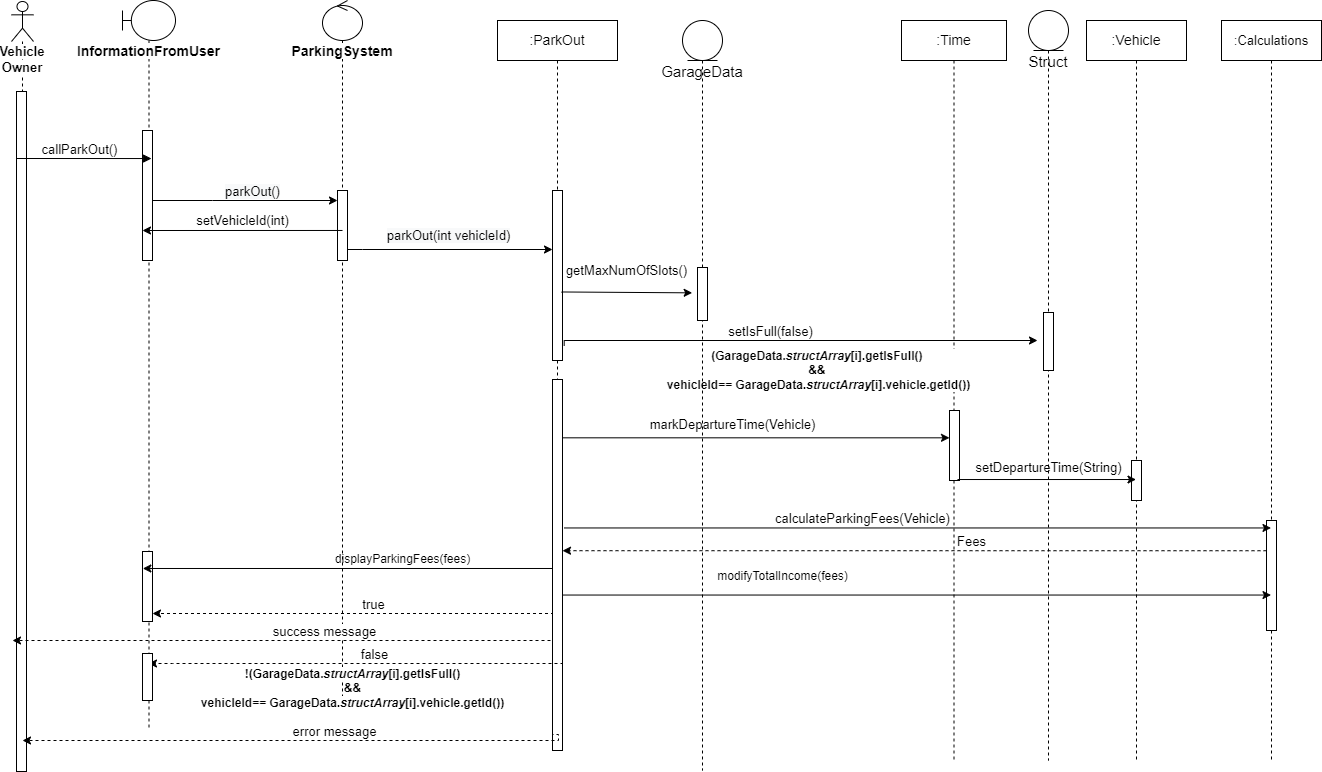 Vehicle
Owner
InformationFromUser
ParkingSystem
:ParkOut
GarageData
:Time
Struct
:Vehicle
:Calculations
callParkOut()
parkOut()
setVehicleId(int)
parkOut(int vehicleId)
getMaxNumOfSlots()
setIsFull(false)
(GarageData.structArray[i].getIsFull()
&&
vehicleId== GarageData.structArray[i].vehicle.getId())
markDepartureTime(Vehicle)
setDepartureTime(String)
calculateParkingFees(Vehicle)
Fees
displayParkingFees(fees)
modifyTotalIncome(fees)
true
success message
false
!(GarageData.structArray[i].getIsFull()
&&
vehicleId== GarageData.structArray[i].vehicle.getId())
error message